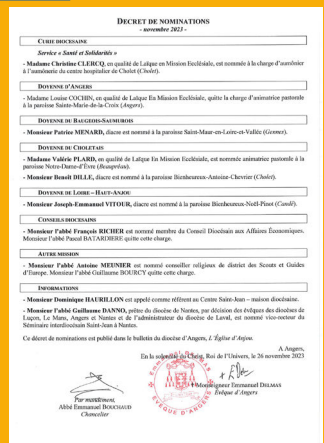 DECRET DE NOMINATIONS
- novembre 2023 -
CURIE DIOCESAINE
Service « Santé et Solidarités »
- Madame Christine CLERCQ, en qualité de Laïque en Mission Ecclésiale, est nommée à la charge d'aumônier
à l'aumônerie du centre hospitalier de Cholet (Cholet).
DOYENNE D'ANGERS
- Madame Louise COCHIN, en qualité de Laïque En Mission Ecclésiale, quitte la charge d'animatrice pastorale
à la paroisse Sainte-Marie-de-la-Croix (Angers).
DOYENNE DU BAUGEOIS-SAUMUROIS
- Monsieur Patrice MENARD, diacre est nommé à la paroisse Saint-Maur-en-Loire-et-Vallée (Gennes).
DOYENNE DU CHOLETAIS
- Madame Valérie PLARD, en qualité de Laïque En Mission Ecclésiale, est nommée animatrice pastorale à la
paroisse Notre-Dame-d'Èvre (Beaupréau).
- Monsieur Benoît DILLE, diacre est nommé à la paroisse Bienheureux-Antoine-Chevrier (Cholet).
DOYENNE DE LOIRE – HAUT-ANJOU
- Monsieur Joseph-Emmanuel VITOUR, diacre est nommé à la paroisse Bienheureux-Noël-Pinot (Candé).
CONSEILS DIOCESAINS
- Monsieur l'abbé François RICHER est nommé membre du Conseil Diocésain aux Affaires Économiques.
Monsieur l'abbé Pascal BATARDIERE quitte cette charge.
AUTRE MISSION
- Monsieur l'abbé Antoine MEUNIER est nommé conseiller religieux de district des Scouts et Guides
d'Europe. Monsieur l'abbé Guillaume BOURCY quitte cette charge.
INFORMATIONS
- Monsieur Dominique HAURILLON est appelé comme référent au Centre Saint-Jean – maison diocésaine.
- Monsieur l'abbé Guillaume DANNO, prêtre du diocèse de Nantes, par décision des évêques des diocèses de
Luçon, Le Mans, Angers et Nantes et de l'administrateur du diocèse de Laval, est nommé vice-recteur du
Séminaire interdiocésain Saint-Jean à Nantes.
Ce décret de nominations est publié dans le bulletin du diocèse d'Angers, L'Église d'Anjou.
A Angers,
En la solennité du Christ, Roi de l'Univers, le 26 novembre 2023
Par mandement,
Abbé Emmanuel BOUCHAUD
Chancelier
Monseigneur Emmanuel DELMAS
Evêque d'Angers
EVEQUE D'ANGERS